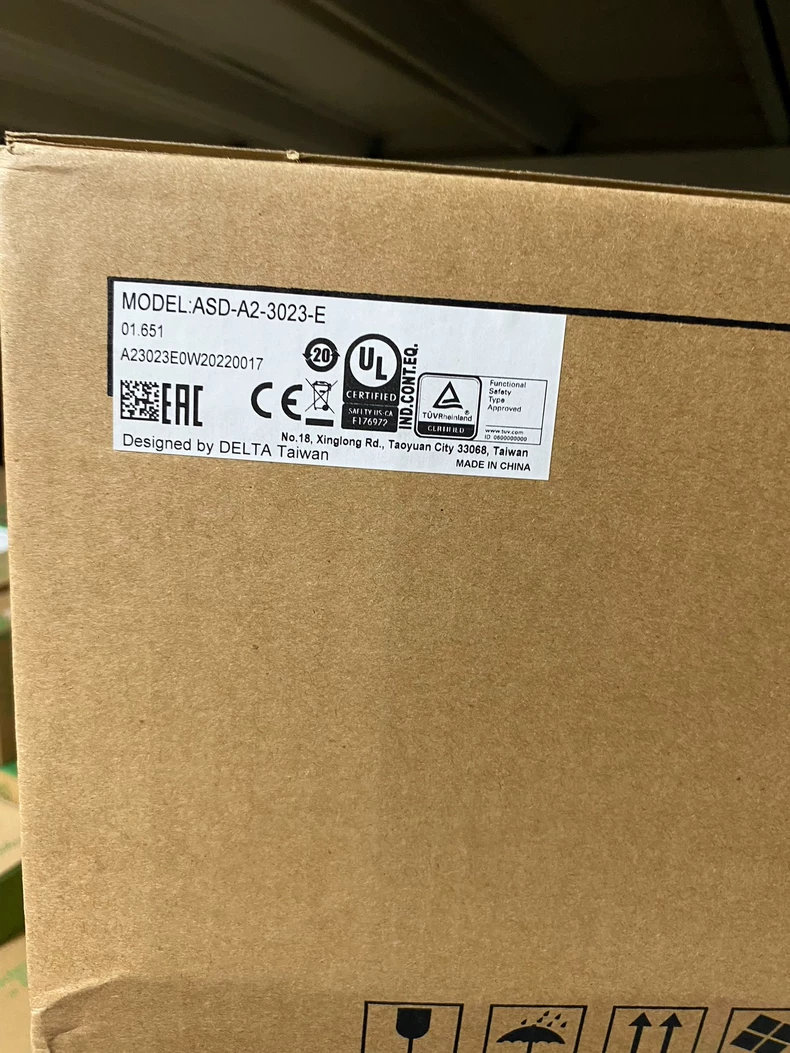 MODEL:ASD-A2-3023-E
01.651
A23023E0W20220017
EAC
CE
20
UL
CERTIFIED
SAFETY US-CA
E176972
IND.CONT.EQ.
TÜVRheinland
CERTIFIED
Functional
Safety
Type
Approved
www.tuv.com
ID 0600000000
No.18, Xinglong Rd., Taoyuan City 33068, Taiwan
Designed by DELTA Taiwan
MADE IN CHINA